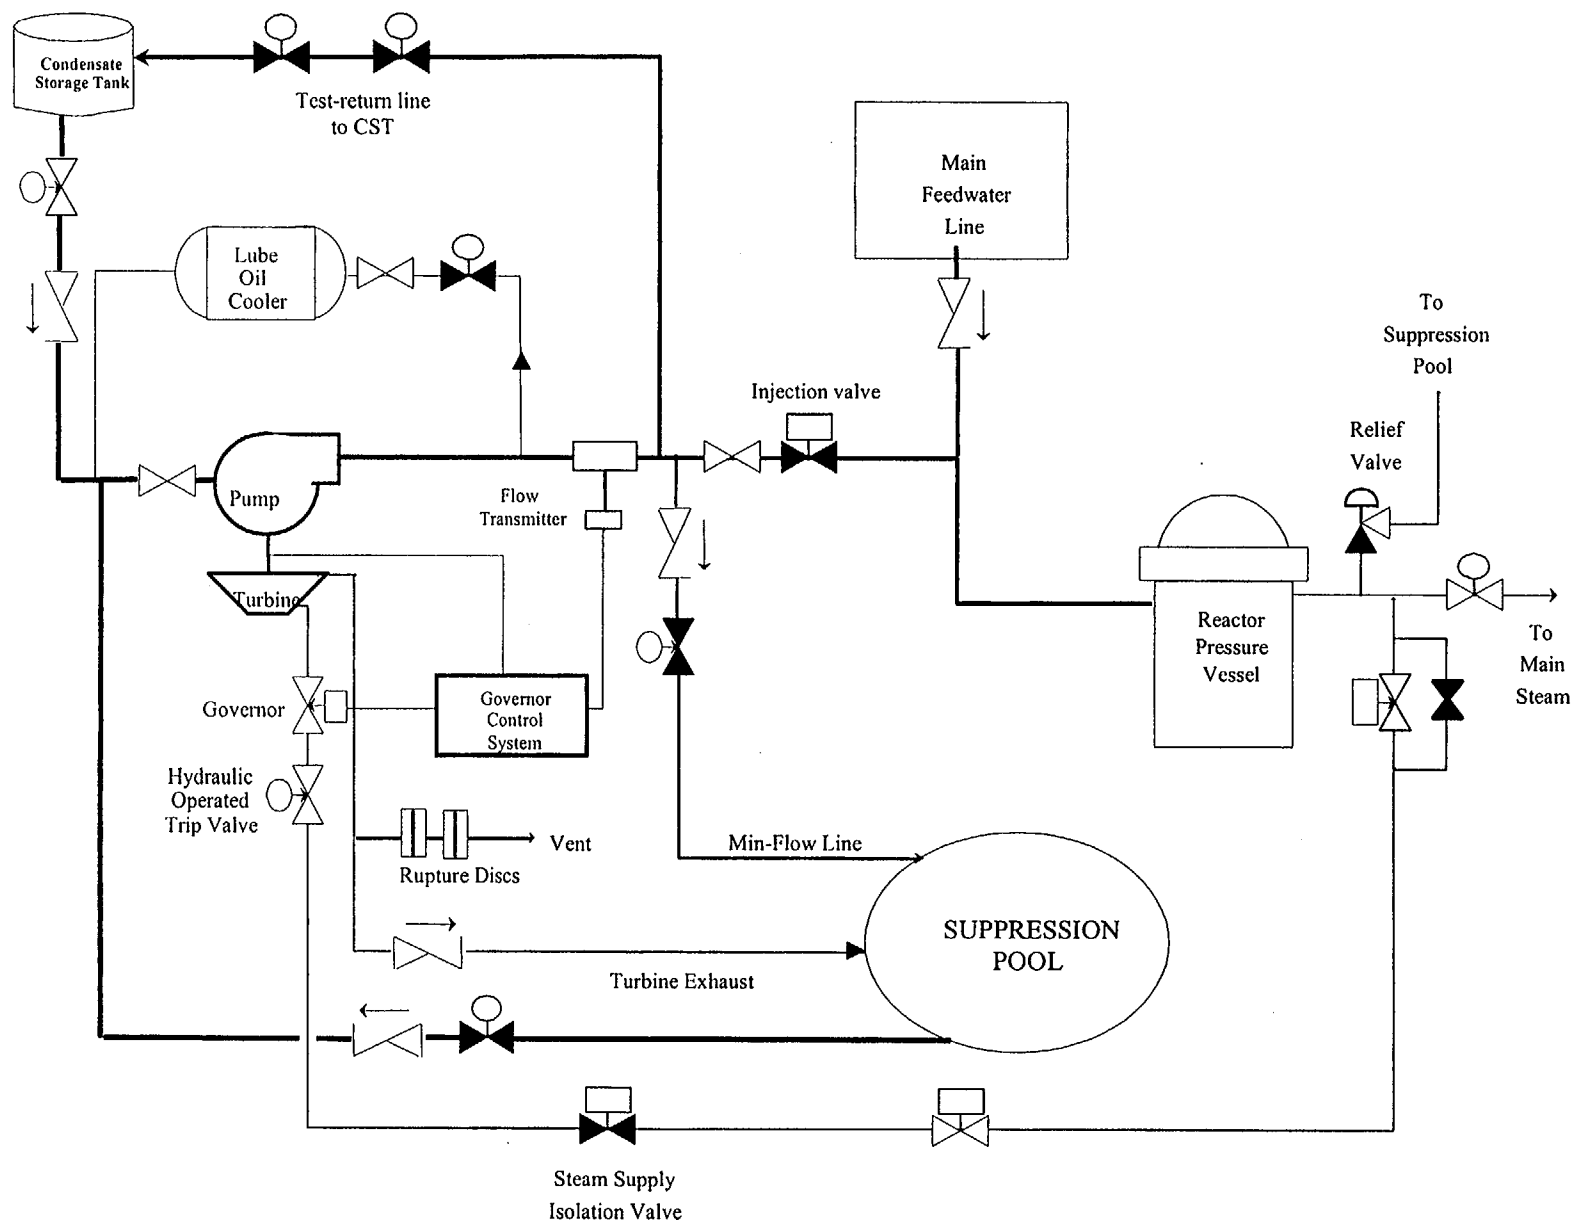 Condensate
Storage Tank
Test-return line
to CST
Main
Feedwater
Line
Lube
Oil
Cooler
To
Suppression
Pool
Injection valve
Relief
Valve
Pump
Flow
Transmitter
Turbine
Reactor
Pressure
Vessel
To
Main
Steam
Governor
Governor
Control
System
Hydraulic
Operated
Trip Valve
Vent
Rupture Discs
Min-Flow Line
SUPPRESSION
POOL
Turbine Exhaust
Steam Supply
Isolation Valve